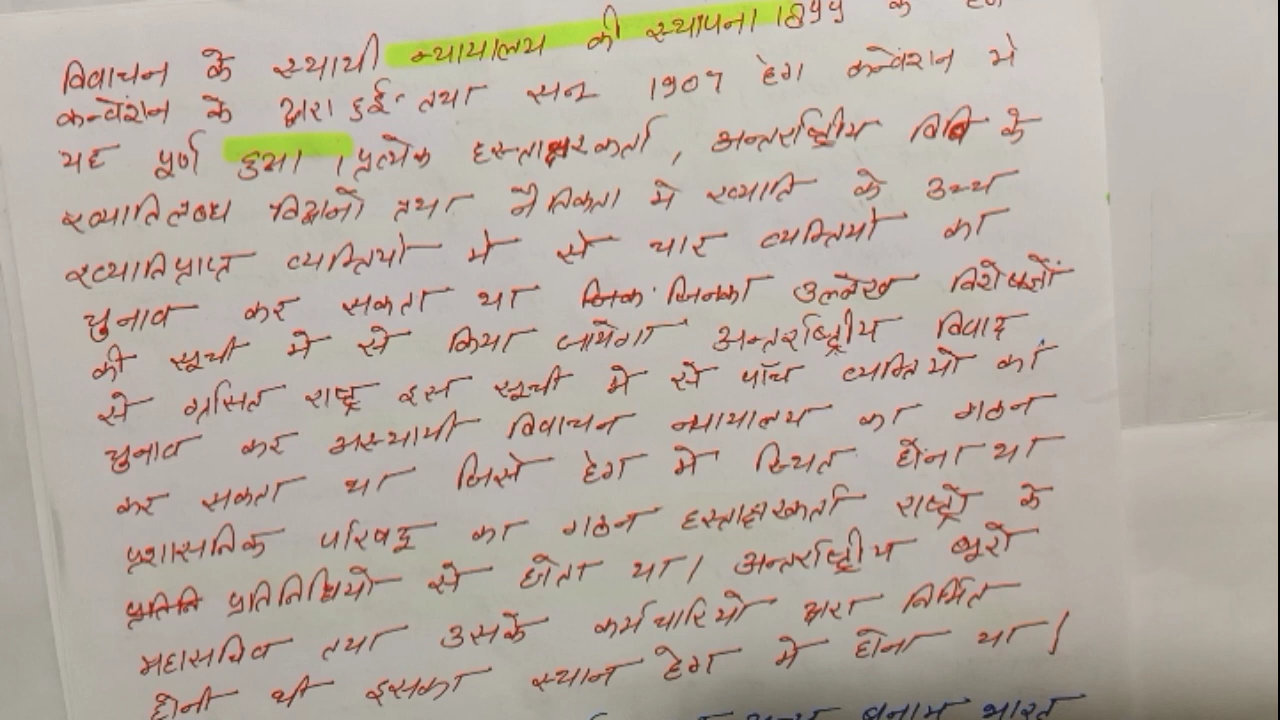 विवाचन के स्थायी न्यायालय की स्थापना 1899 के
कन्वेंशन के द्वारा हुई तथा सन 1907 हेग कन्वेंशन मे
यह पूर्ण हुआ । प्रत्येक हस्ताक्षरकर्ता, अन्तर्राष्ट्रीय विधि के
ख्यातिलब्ध विद्वानों तथा नैतिकता मे ख्याति के उच्च
ख्यातिप्राप्त व्यक्तियो मे से चार व्यक्तियो का
चुनाव कर सकता था जिनका उल्लेख विशेषज्ञों
की सूची मे से किया जायेगा अन्तर्राष्ट्रीय विवाद
से ग्रसित राष्ट्र इस सूची मे से पाँच व्यक्तियो का
चुनाव कर अस्थायी विवाचन न्यायालय का गठन
कर सकता था जिसे हेग मे स्थित होना था
प्रशासनिक परिषद् का गठन हस्ताक्षरकर्ता राष्ट्रो के
प्रतिनिधियो से होता था। अन्तर्राष्ट्रीय ब्यूरो
महासचिव तथा उसके कर्मचारियो द्वारा निर्मित
होनी थी इसका स्थान हेग मे होना था।
बनाम भारत